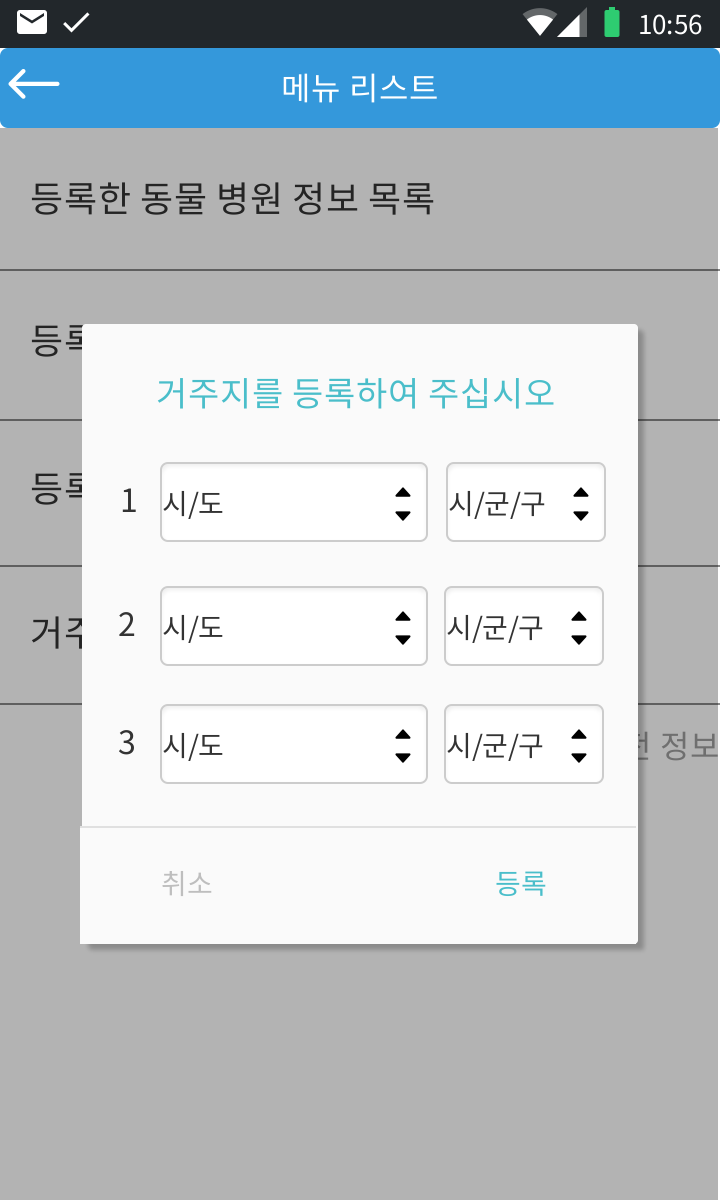 10:56
메뉴 리스트
등록한 동물 병원 정보 목록
등록
등록
거주
정보
거주지를 등록하여 주십시오
1 시/도 시/군/구
2 시/도 시/군/구
3 시/도 시/군/구
취소 등록